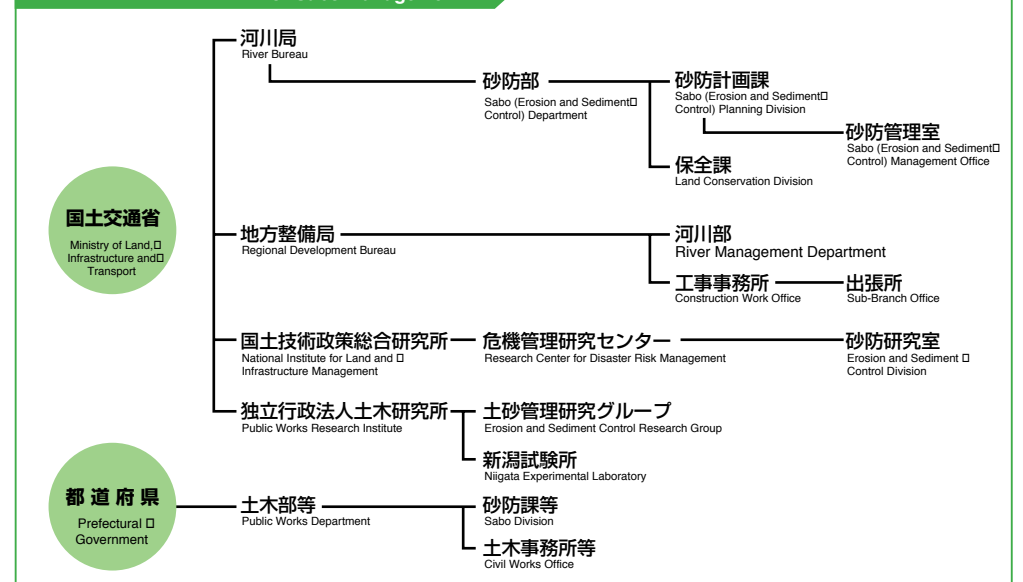 河川局
River Bureau
砂防部
Sabo (Erosion and Sediment□
Control) Department
砂防計画課
Sabo (Erosion and Sediment□
Control) Planning Division
砂防管理室
Sabo (Erosion and Sediment□
Control) Management Office
保全課
Land Conservation Division
国土交通省
Ministry of Land,□
Infrastructure and□
Transport
地方整備局
Regional Development Bureau
河川部
River Management Department
工事事務所
Construction Work Office
出張所
Sub-Branch Office
国土技術政策総合研究所
National Institute for Land and □
Infrastructure Management
危機管理研究センター
Research Center for Disaster Risk Management
砂防研究室
Erosion and Sediment □
Control Division
独立行政法人土木研究所
Public Works Research Institute
土砂管理研究グループ
Erosion and Sediment Control Research Group
新潟試験所
Niigata Experimental Laboratory
都道府県
Prefectural □
Government
土木部等
Public Works Department
砂防課等
Sabo Division
土木事務所等
Civil Works Office